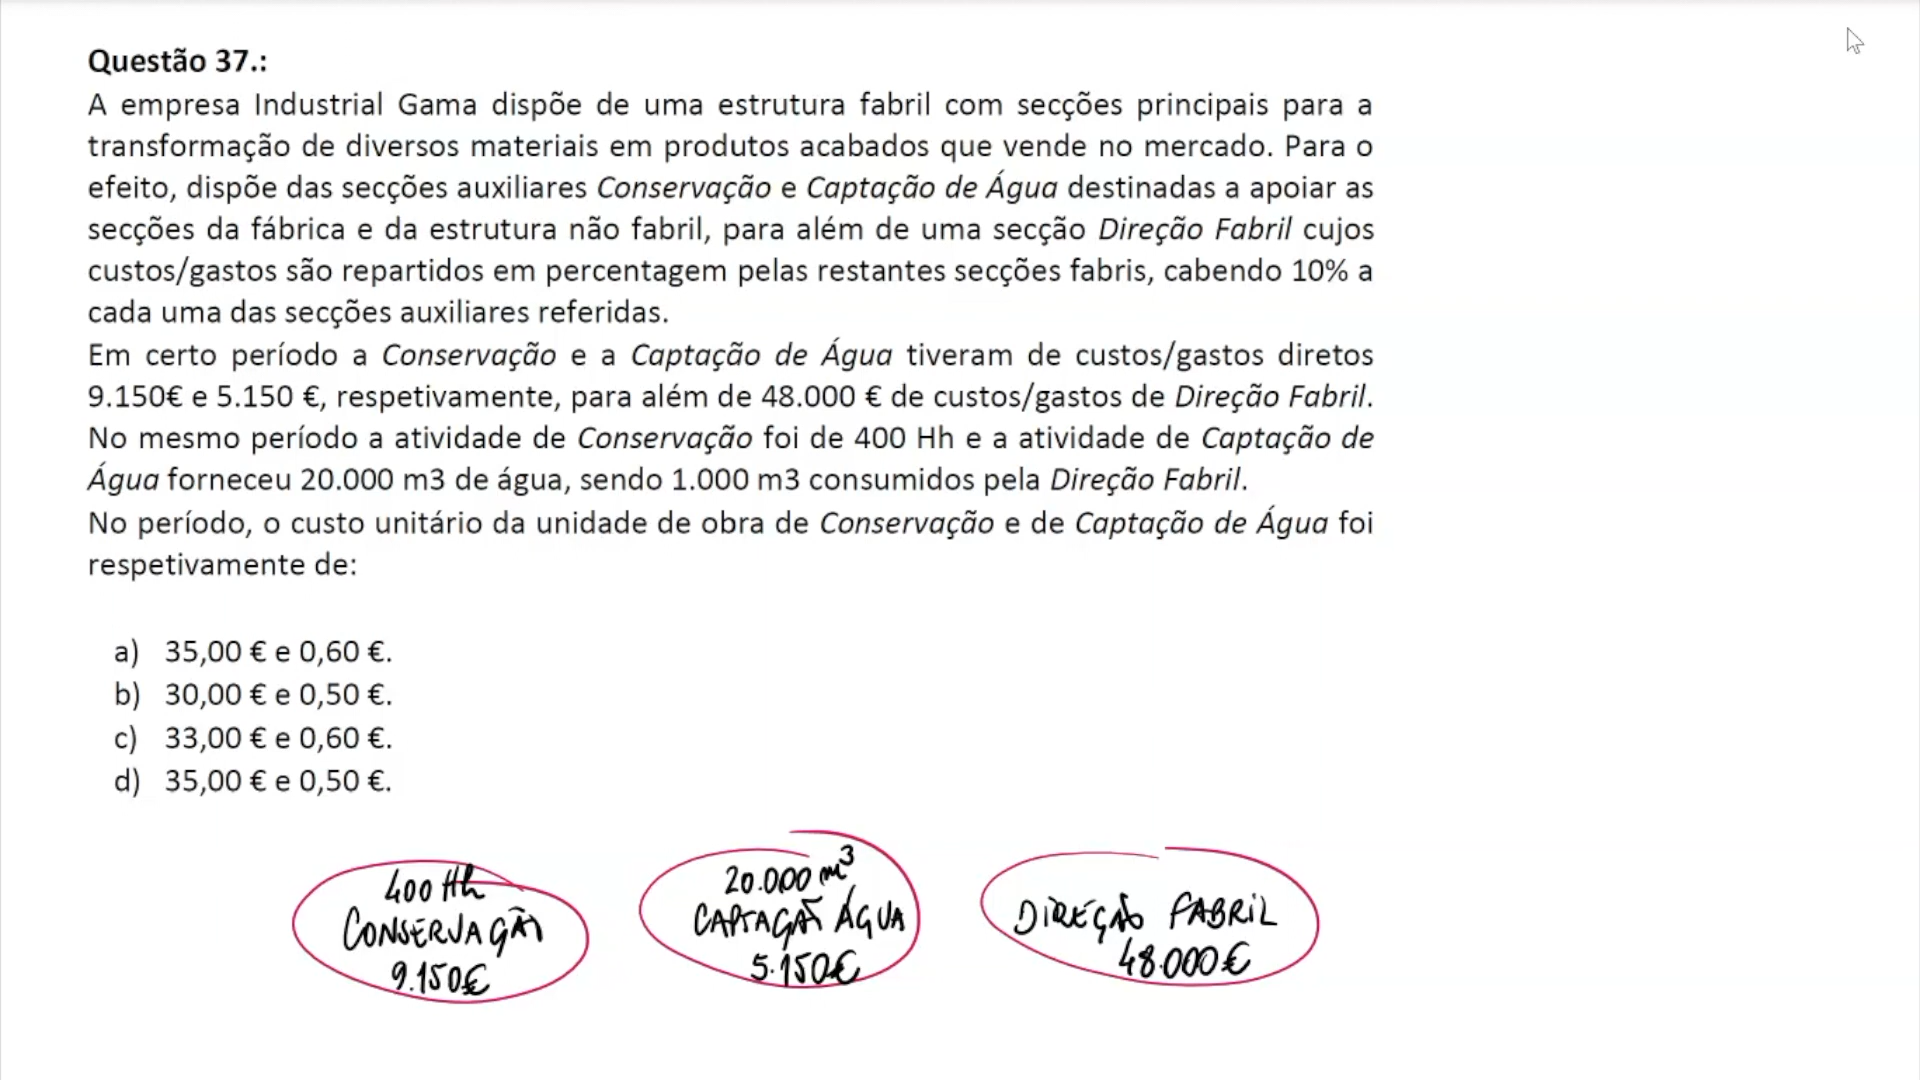 Questão 37.:
A empresa Industrial Gama dispõe de uma estrutura fabril com secções principais para a
transformação de diversos materiais em produtos acabados que vende no mercado. Para o
efeito, dispõe das secções auxiliares Conservação e Captação de Água destinadas a apoiar as
secções da fábrica e da estrutura não fabril, para além de uma secção Direção Fabril cujos
custos/gastos são repartidos em percentagem pelas restantes secções fabris, cabendo 10% a
cada uma das secções auxiliares referidas.
Em certo período a Conservação e a Captação de Água tiveram de custos/gastos diretos
9.150€ e 5.150 €, respetivamente, para além de 48.000 € de custos/gastos de Direção Fabril.
No mesmo período a atividade de Conservação foi de 400 Hh e a atividade de Captação de
Água forneceu 20.000 m3 de água, sendo 1.000 m3 consumidos pela Direção Fabril.
No período, o custo unitário da unidade de obra de Conservação e de Captação de Água foi
respetivamente de:
a) 35,00 € e 0,60 €.
b) 30,00 € e 0,50 €.
c) 33,00 € e 0,60 €.
d) 35,00 € e 0,50 €.
400 Hh
CONSERVAÇÃO
9.150€
20.000 m³
CAPTAÇÃO ÁGUA
5.150€
DIREÇÃO FABRIL
48.000€